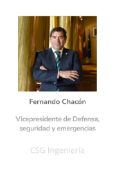 Fernando Chacón
Vicepresidente de Defensa,
seguridad y emergencias
CSG Ingeniería